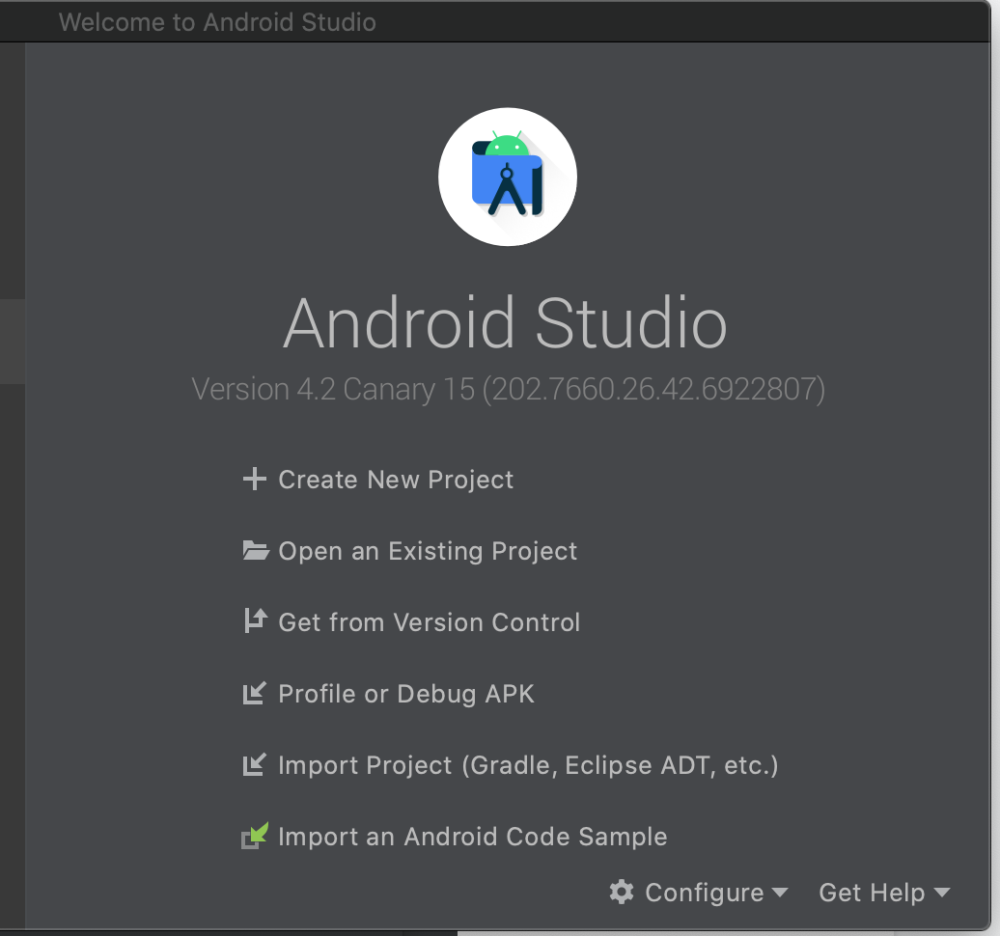 Welcome to Android Studio
Android Studio
Version 4.2 Canary 15 (202.7660.26.42.6922807)
Create New Project
Open an Existing Project
Get from Version Control
Profile or Debug APK
Import Project (Gradle, Eclipse ADT, etc.)
Import an Android Code Sample
Configure Get Help